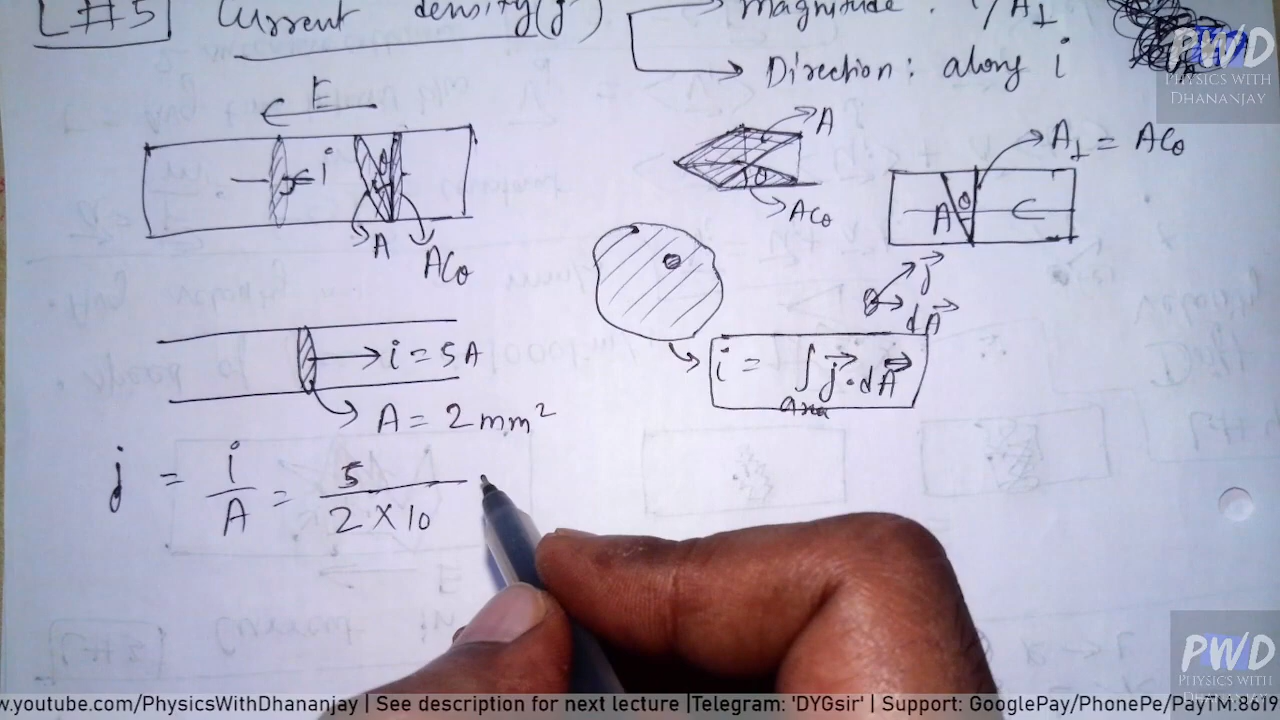 L#5 Current density(j) Magnitude: i/A⊥
Direction: along i
PWD
PHYSICS WITH
DHANANJAY
E
i
A
ACθ
A
θ
ACθ
A⊥ = ACθ
A θ
j⃗
dA⃗
i = ∫ j⃗ · dA⃗
area
i = 5A
A = 2 mm²
j = i/A = 5/2×10
PWD
PHYSICS WITH
DHANANJAY
w.youtube.com/PhysicsWithDhananjay | See description for next lecture |Telegram: 'DYGsir' | Support: GooglePay/PhonePe/PayTM:8619